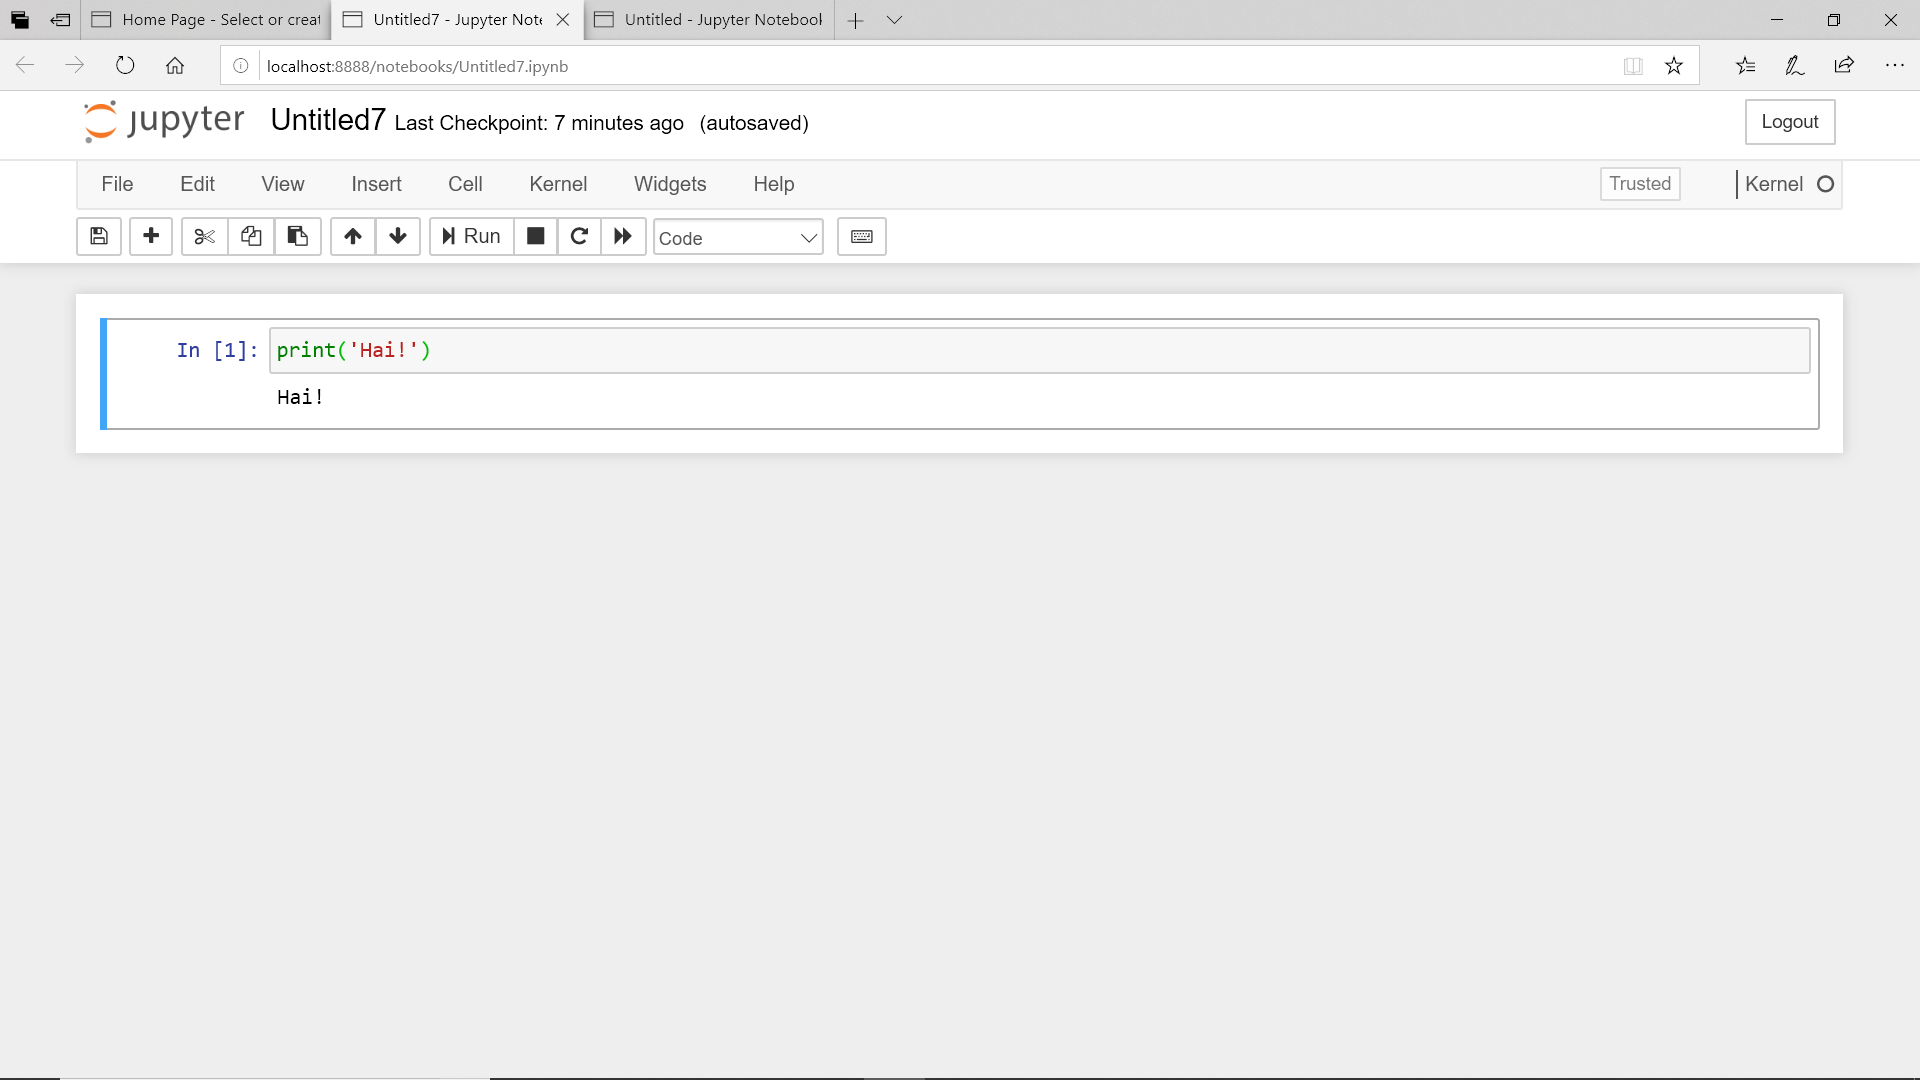 Home Page - Select or creat
Untitled7 - Jupyter Note
Untitled - Jupyter Notebook
localhost:8888/notebooks/Untitled7.ipynb
jupyter
Untitled7 Last Checkpoint: 7 minutes ago (autosaved)
Logout
File Edit View Insert Cell Kernel Widgets Help
Trusted
Kernel
Run
Code
In [1]: print('Hai!')
Hai!